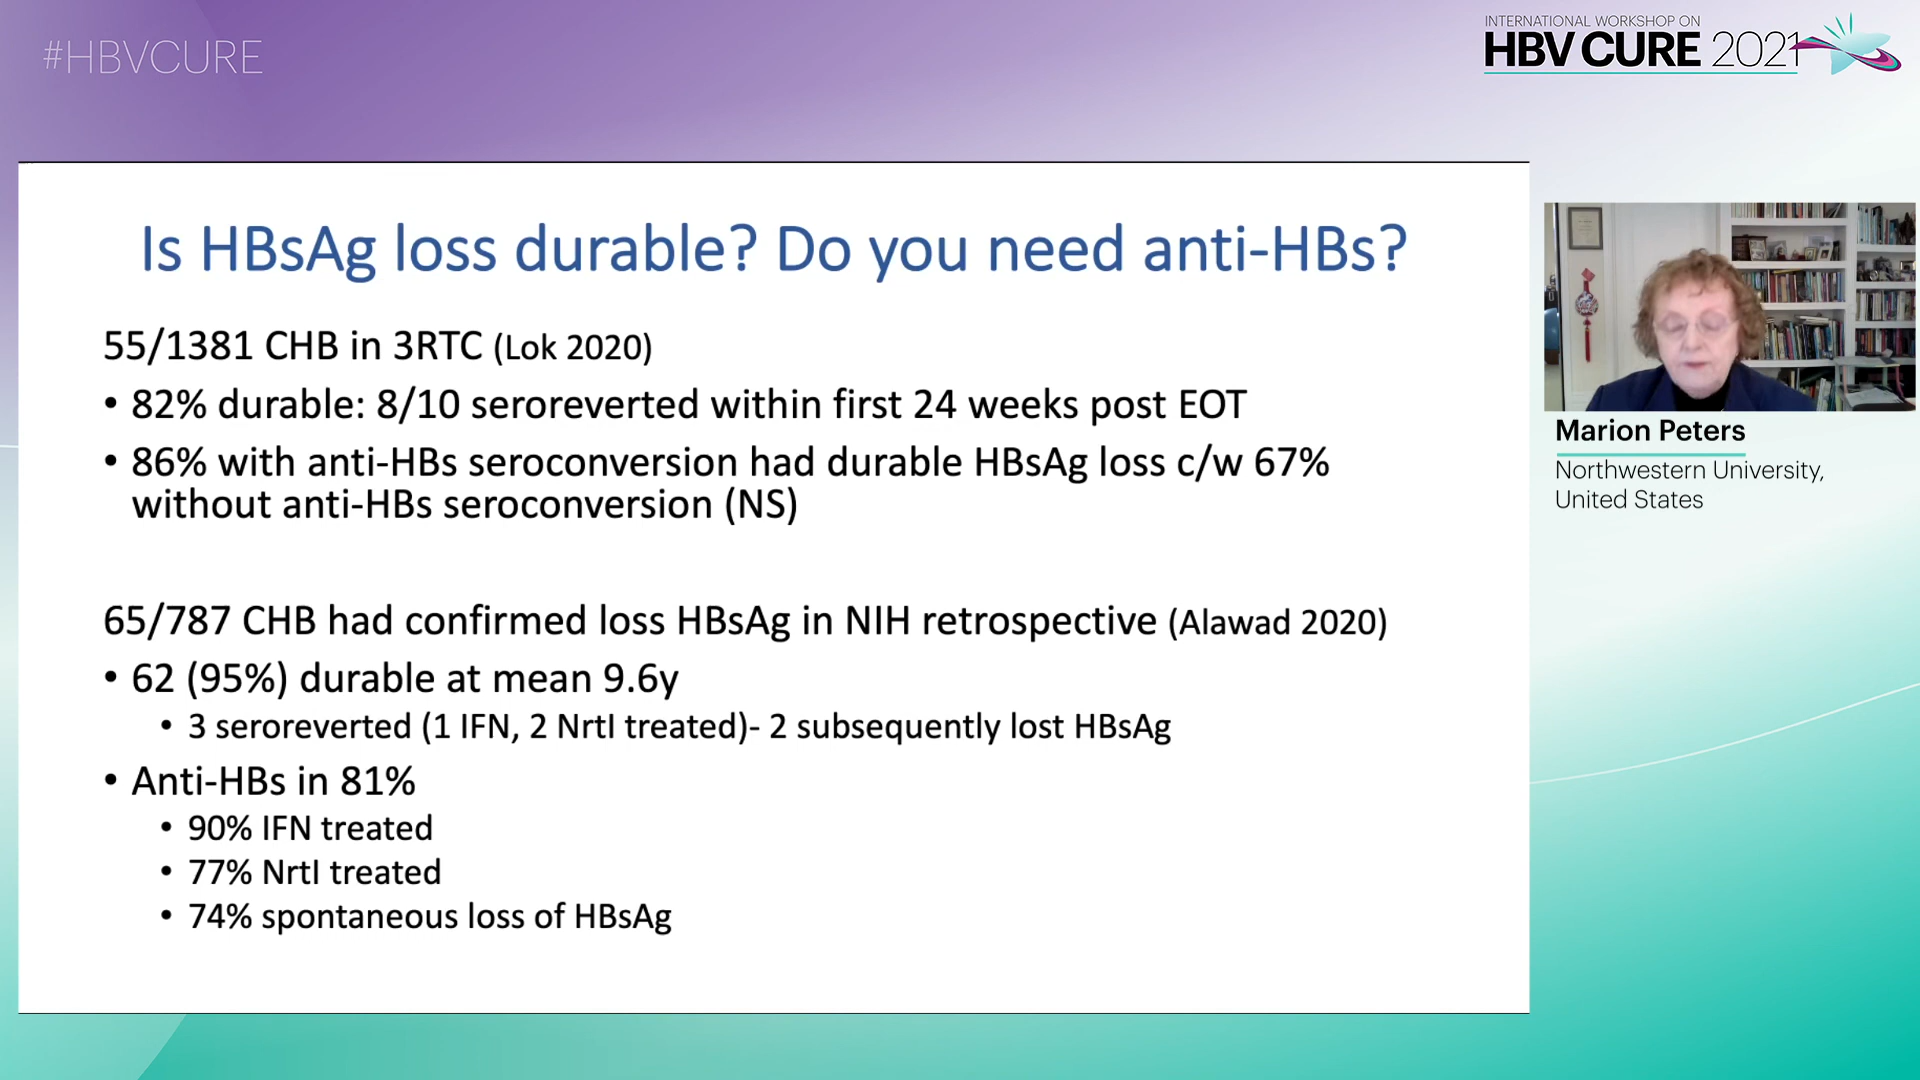 #HBVCURE
INTERNATIONAL WORKSHOP ON
HBV CURE 2021
Is HBsAg loss durable? Do you need anti-HBs?
55/1381 CHB in 3RTC (Lok 2020)
• 82% durable: 8/10 seroreverted within first 24 weeks post EOT
• 86% with anti-HBs seroconversion had durable HBsAg loss c/w 67%
without anti-HBs seroconversion (NS)
65/787 CHB had confirmed loss HBsAg in NIH retrospective (Alawad 2020)
• 62 (95%) durable at mean 9.6y
• 3 seroreverted (1 IFN, 2 NrtI treated)- 2 subsequently lost HBsAg
• Anti-HBs in 81%
• 90% IFN treated
• 77% NrtI treated
• 74% spontaneous loss of HBsAg
Marion Peters
Northwestern University,
United States